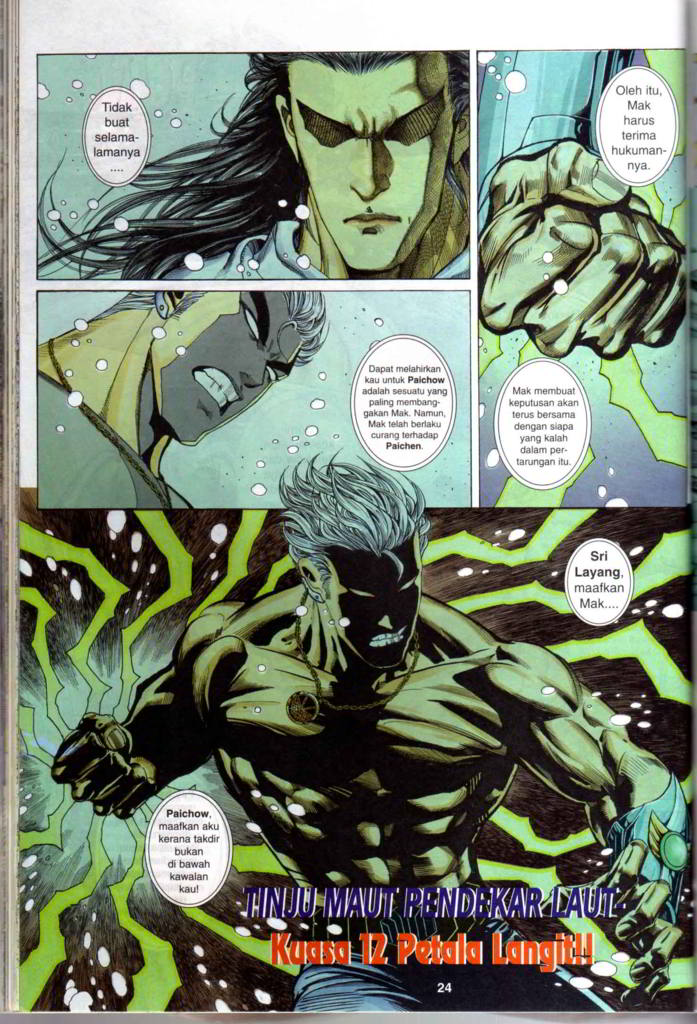 Tidak
buat
selama-
lamanya
....
Oleh itu,
Mak
harus
terima
hukuman-
nya.
Dapat melahirkan
kau untuk Paichow
adalah sesuatu yang
paling membang-
gakan Mak. Namun,
Mak telah berlaku
curang terhadap
Paichen.
Mak membuat
keputusan akan
terus bersama
dengan siapa
yang kalah
dalam per-
tarungan itu.
Sri
Layang,
maafkan
Mak....
Paichow,
maafkan aku
kerana takdir
bukan
di bawah
kawalan
kau!
TINJU MAUT PENDEKAR LAUT-
Kuasa 12 Petala Langit!!
24